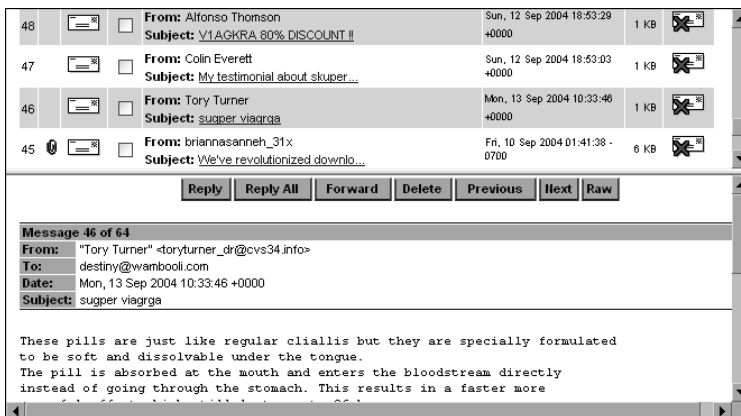 48 From: Alfonso Thomson Sun, 12 Sep 2004 18:53:29 +0000 1 KB
Subject: V1AGKRA 80% DISCOUNT !!
47 From: Colin Everett Sun, 12 Sep 2004 18:53:03 +0000 1 KB
Subject: My testimonial about skuper...
46 From: Tory Turner Mon, 13 Sep 2004 10:33:46 +0000 1 KB
Subject: sugper viagrga
45 From: briannasanneh_31x Fri, 10 Sep 2004 01:41:38 -0700 6 KB
Subject: We've revolutionized downlo...
Reply Reply All Forward Delete Previous Next Raw
Message 46 of 64
From: "Tory Turner" <toryturner_dr@cvs34.info>
To: destiny@wambooli.com
Date: Mon, 13 Sep 2004 10:33:46 +0000
Subject: sugper viagrga
These pills are just like regular cliallis but they are specially formulated
to be soft and dissolvable under the tongue.
The pill is absorbed at the mouth and enters the bloodstream directly
instead of going through the stomach. This results in a faster more